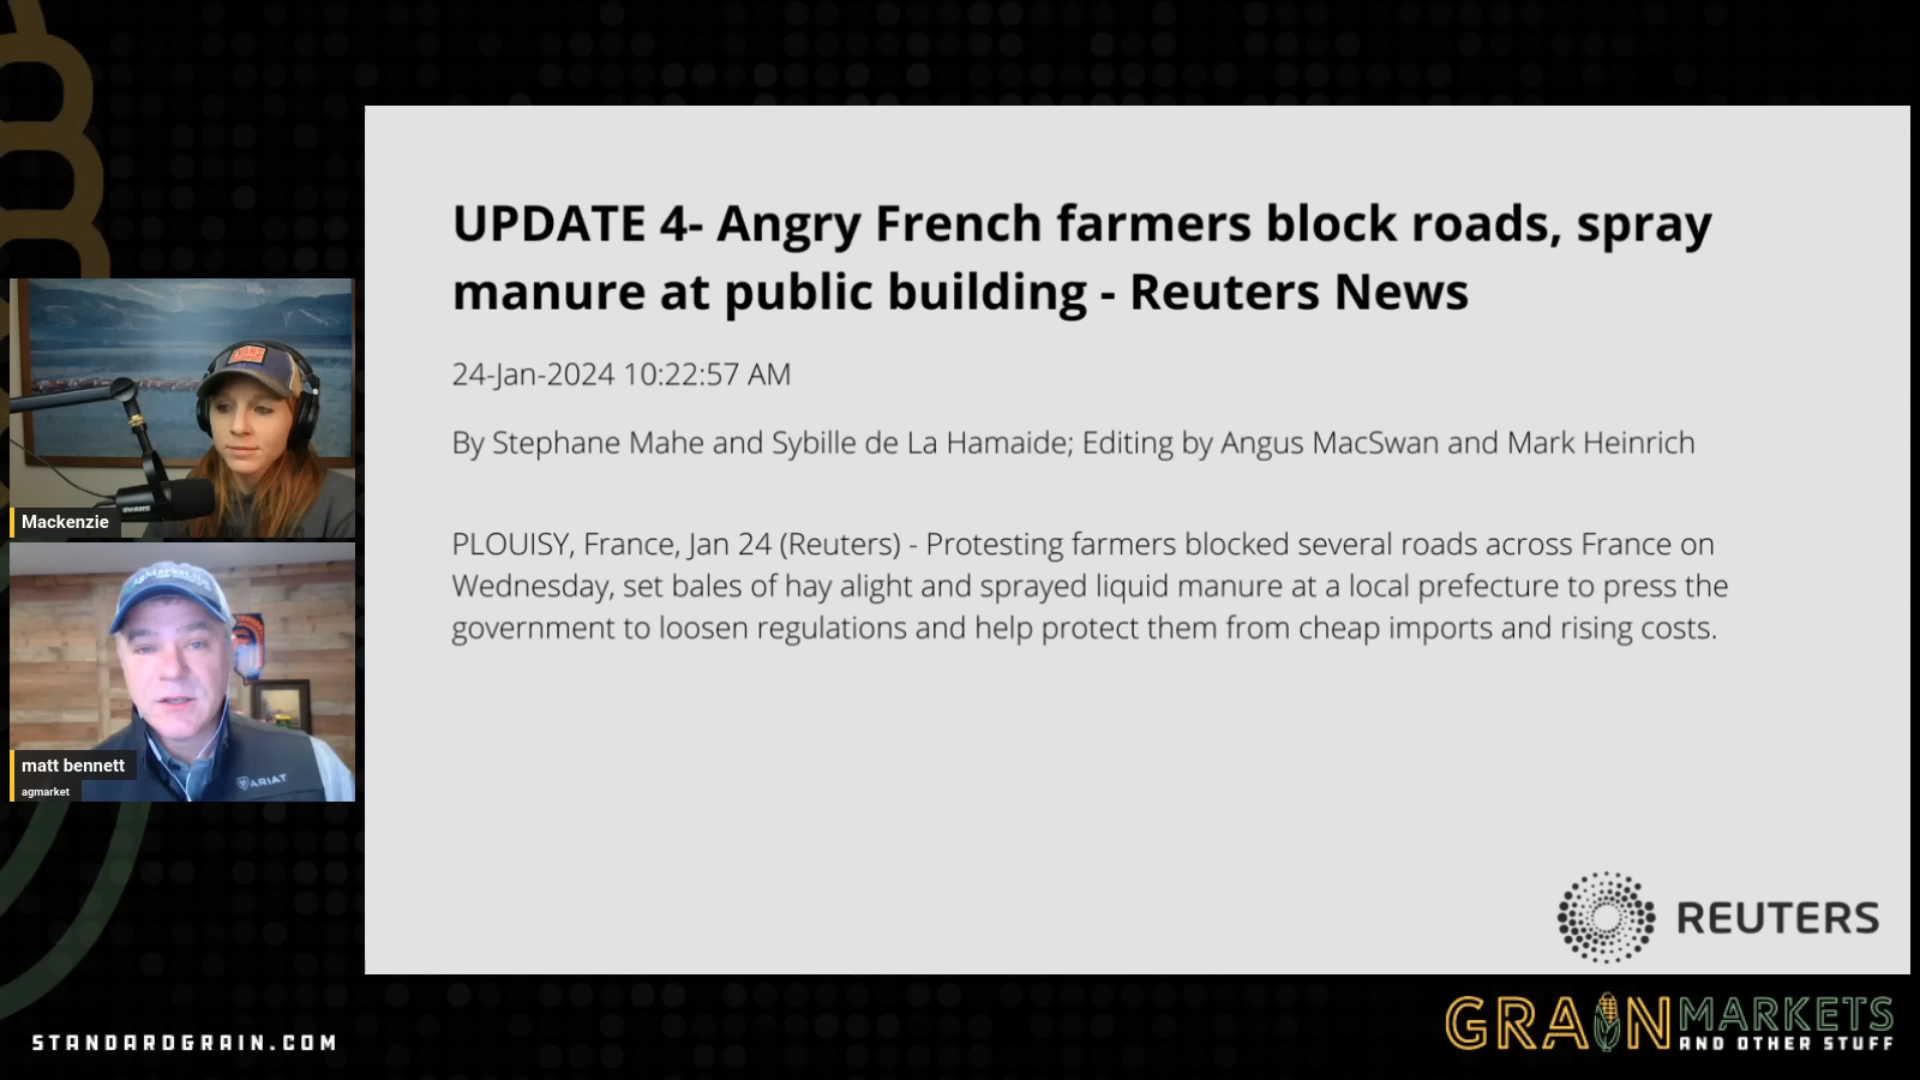 UPDATE 4- Angry French farmers block roads, spray
manure at public building - Reuters News
24-Jan-2024 10:22:57 AM
By Stephane Mahe and Sybille de La Hamaide; Editing by Angus MacSwan and Mark Heinrich
PLOUISY, France, Jan 24 (Reuters) - Protesting farmers blocked several roads across France on
Wednesday, set bales of hay alight and sprayed liquid manure at a local prefecture to press the
government to loosen regulations and help protect them from cheap imports and rising costs.
REUTERS
Mackenzie
matt bennett
agmarket
ARIAT
STANDARDGRAIN.COM
GRAIN MARKETS
AND OTHER STUFF